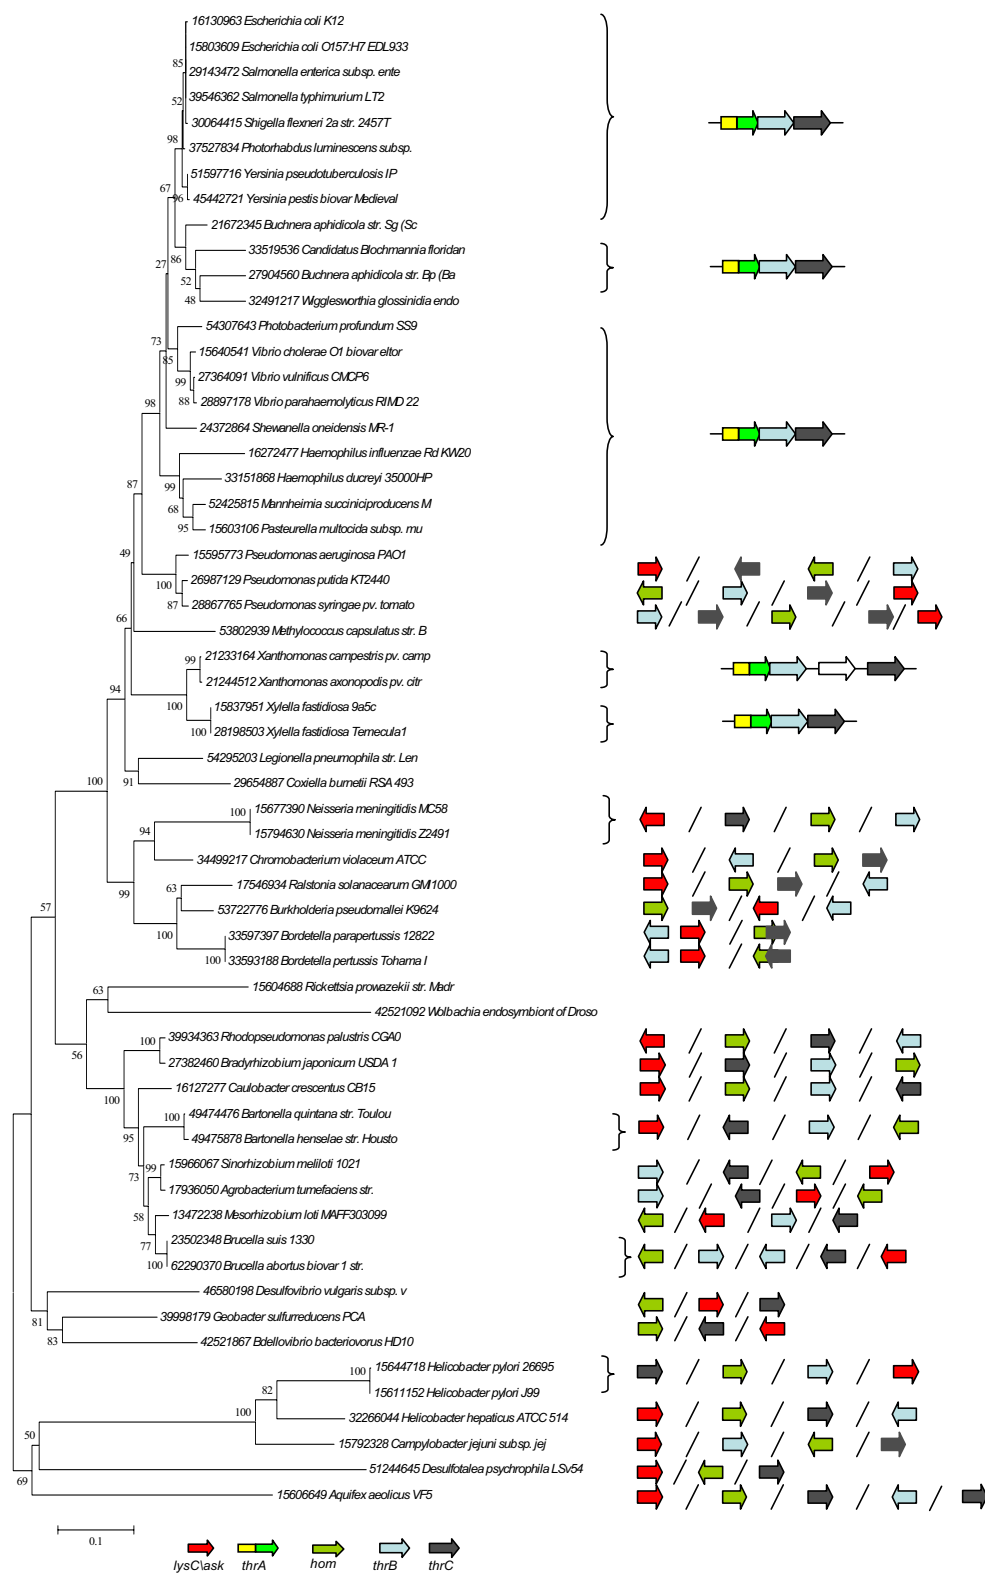 16130963 Escherichia coli K12
15803609 Escherichia coli O157:H7 EDL933
85
29143472 Salmonella enterica subsp. ente
52
39546362 Salmonella typhimurium LT2
30064415 Shigella flexneri 2a str. 2457T
98
37527834 Photorhabdus luminescens subsp.
51597716 Yersinia pseudotuberculosis IP
67
96
45442721 Yersinia pestis biovar Medieval
21672345 Buchnera aphidicola str. Sg (Sc
33519536 Candidatus Blochmannia floridan
86
27
27904560 Buchnera aphidicola str. Bp (Ba
52
48
32491217 Wigglesworthia glossinidia endo
54307643 Photobacterium profundum SS9
73
15640541 Vibrio cholerae O1 biovar eltor
85
27364091 Vibrio vulnificus CMCP6
99
88
28897178 Vibrio parahaemolyticus RIMD 22
98
24372864 Shewanella oneidensis MR-1
16272477 Haemophilus influenzae Rd KW20
33151868 Haemophilus ducreyi 35000HP
99
87
52425815 Mannheimia succiniciproducens M
68
95
15603106 Pasteurella multocida subsp. mu
15595773 Pseudomonas aeruginosa PAO1
49
26987129 Pseudomonas putida KT2440
100
87
28867765 Pseudomonas syringae pv. tomato
66
53802939 Methylococcus capsulatus str. B
21233164 Xanthomonas campestris pv. camp
99
21244512 Xanthomonas axonopodis pv. citr
94
15837951 Xylella fastidiosa 9a5c
100
100
28198503 Xylella fastidiosa Temecula1
54295203 Legionella pneumophila str. Len
29654887 Coxiella burnetii RSA 493
91
100
15677390 Neisseria meningitidis MC58
100
15794630 Neisseria meningitidis Z2491
94
34499217 Chromobacterium violaceum ATCC
17546934 Ralstonia solanacearum GMI1000
99
63
53722776 Burkholderia pseudomallei K9624
57
33597397 Bordetella parapertussis 12822
100
100
33593188 Bordetella pertussis Tohama I
15604688 Rickettsia prowazekii str. Madr
63
42521092 Wolbachia endosymbiont of Droso
39934363 Rhodopseudomonas palustris CGA0
100
56
27382460 Bradyrhizobium japonicum USDA 1
16127277 Caulobacter crescentus CB15
100
49474476 Bartonella quintana str. Toulou
100
95
49475878 Bartonella henselae str. Housto
15966067 Sinorhizobium meliloti 1021
99
73
17936050 Agrobacterium tumefaciens str.
13472238 Mesorhizobium loti MAFF303099
58
23502348 Brucella suis 1330
77
100
62290370 Brucella abortus biovar 1 str.
46580198 Desulfovibrio vulgaris subsp. v
39998179 Geobacter sulfurreducens PCA
81
83
42521867 Bdellovibrio bacteriovorus HD10
15644718 Helicobacter pylori 26695
100
15611152 Helicobacter pylori J99
82
32266044 Helicobacter hepaticus ATCC 514
100
15792328 Campylobacter jejuni subsp. jej
50
51244645 Desulfotalea psychrophila LSv54
69
15606649 Aquifex aeolicus VF5
0.1
lysC\ask thrA hom thrB thrC